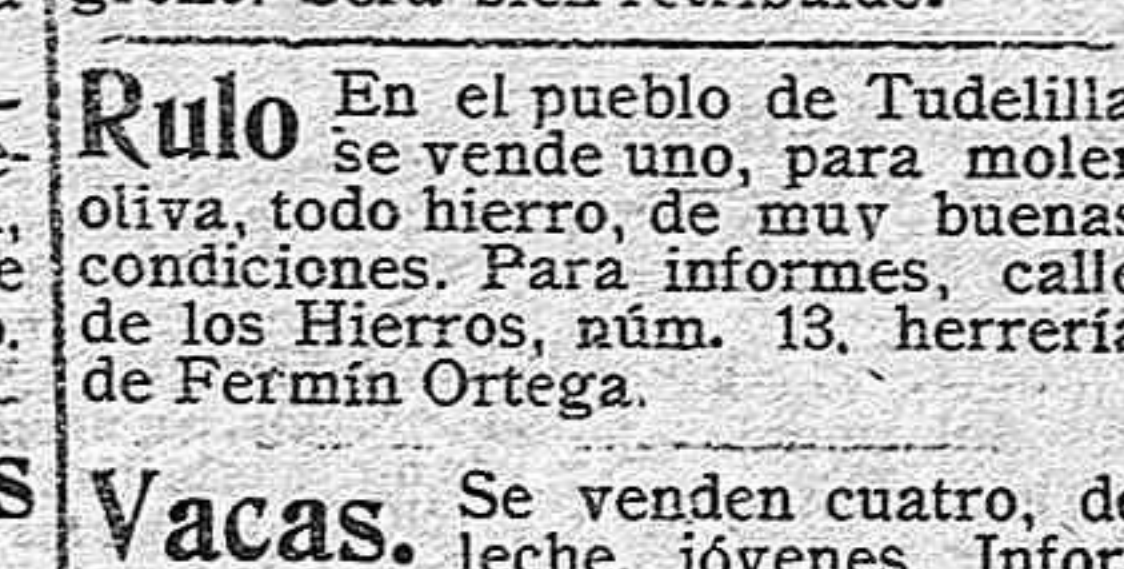 Rulo En el pueblo de Tudelilla
se vende uno, para moler
oliva, todo hierro, de muy buenas
condiciones. Para informes, calle
de los Hierros, núm. 13. herrería
de Fermín Ortega.
Vacas. Se venden cuatro, de
leche, jóvenes. Infor-